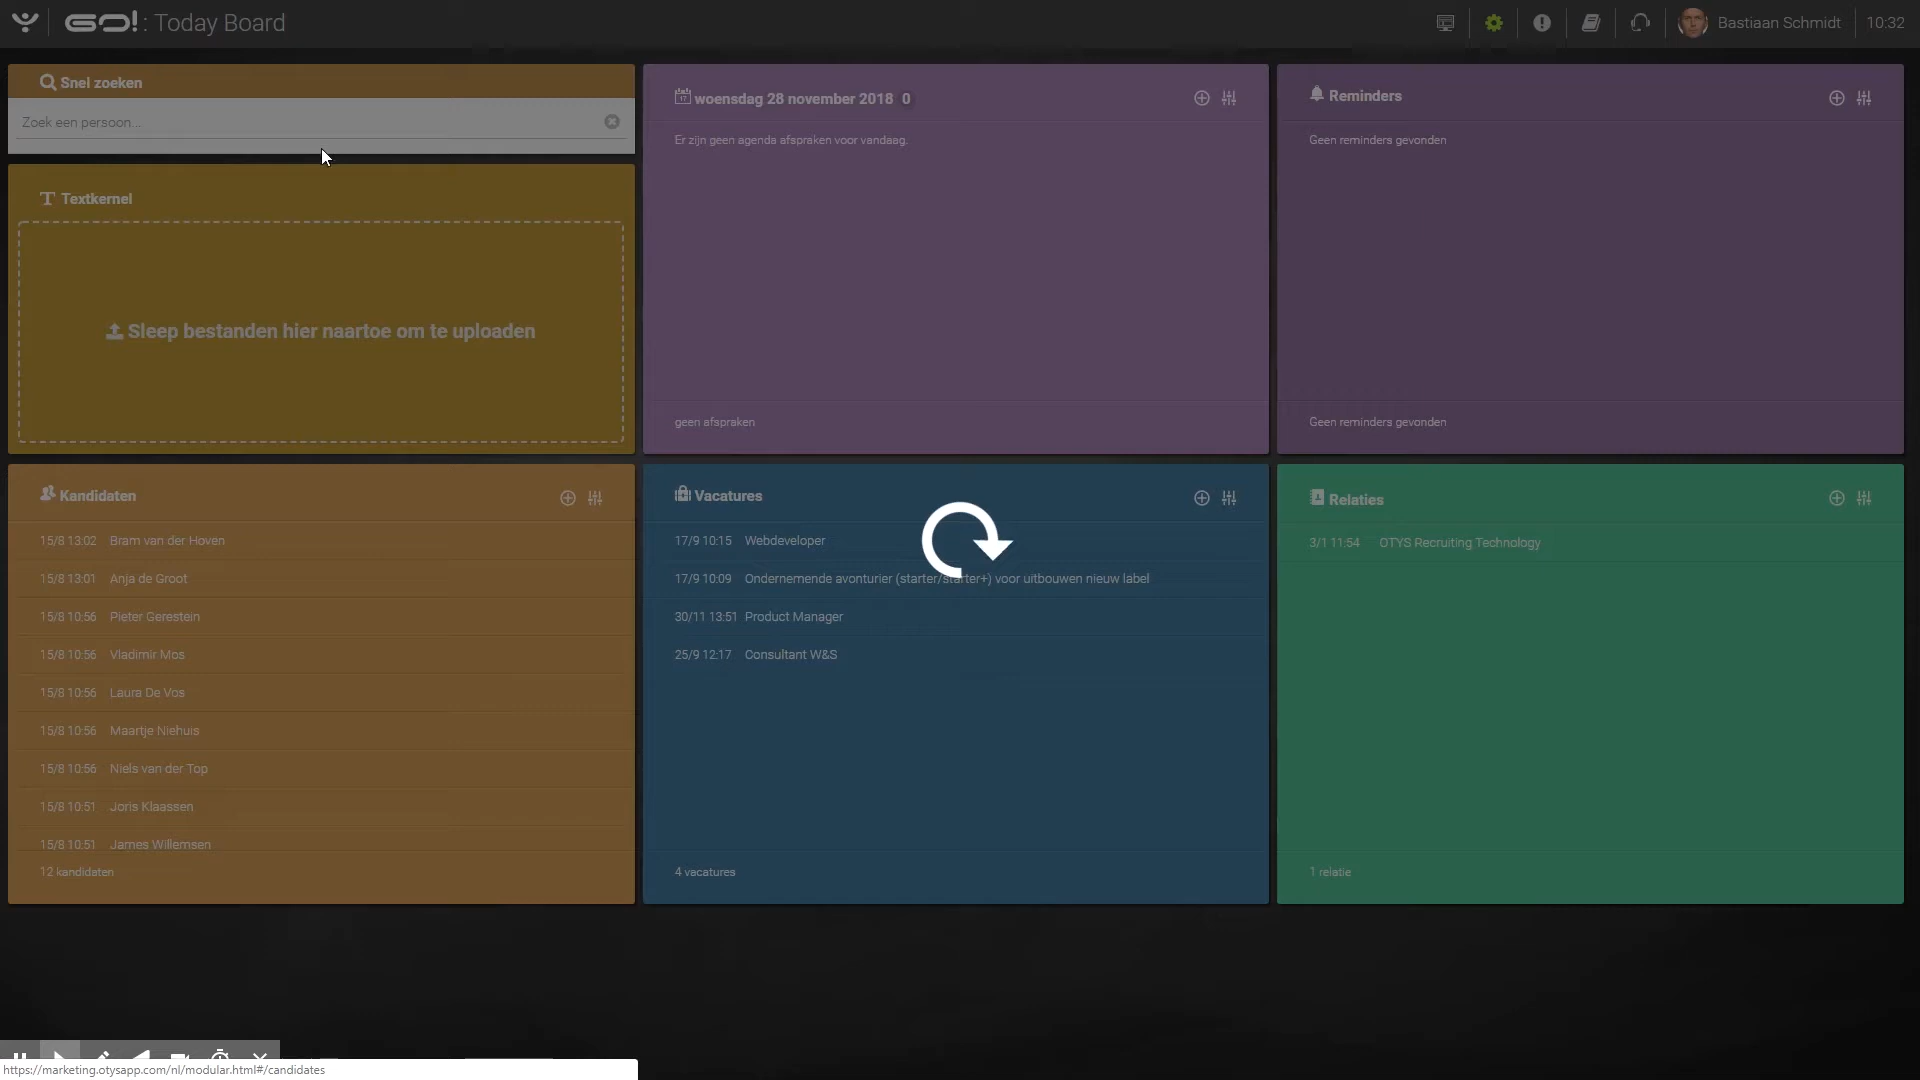 GO! : Today Board
Bastiaan Schmidt
10:32
Snel zoeken
Zoek een persoon...
Textkernel
Sleep bestanden hier naartoe om te uploaden
woensdag 28 november 2018 0
Er zijn geen agenda afspraken voor vandaag.
geen afspraken
Reminders
Geen reminders gevonden
Geen reminders gevonden
Kandidaten
15/8 13:02 Bram van der Hoven
15/8 13:01 Anja de Groot
15/8 10:56 Pieter Gerestein
15/8 10:56 Vladimir Mos
15/8 10:56 Laura De Vos
15/8 10:56 Maartje Niehuis
15/8 10:56 Niels van der Top
15/8 10:51 Joris Klaassen
15/8 10:51 James Willemsen
12 kandidaten
Vacatures
17/9 10:15 Webdeveloper
17/9 10:09 Ondernemende avonturier (starter/starter+) voor uitbouwen nieuw label
30/11 13:51 Product Manager
25/9 12:17 Consultant W&S
4 vacatures
Relaties
3/1 11:54 OTYS Recruiting Technology
1 relatie
https://marketing.otysapp.com/nl/modular.html#/candidates